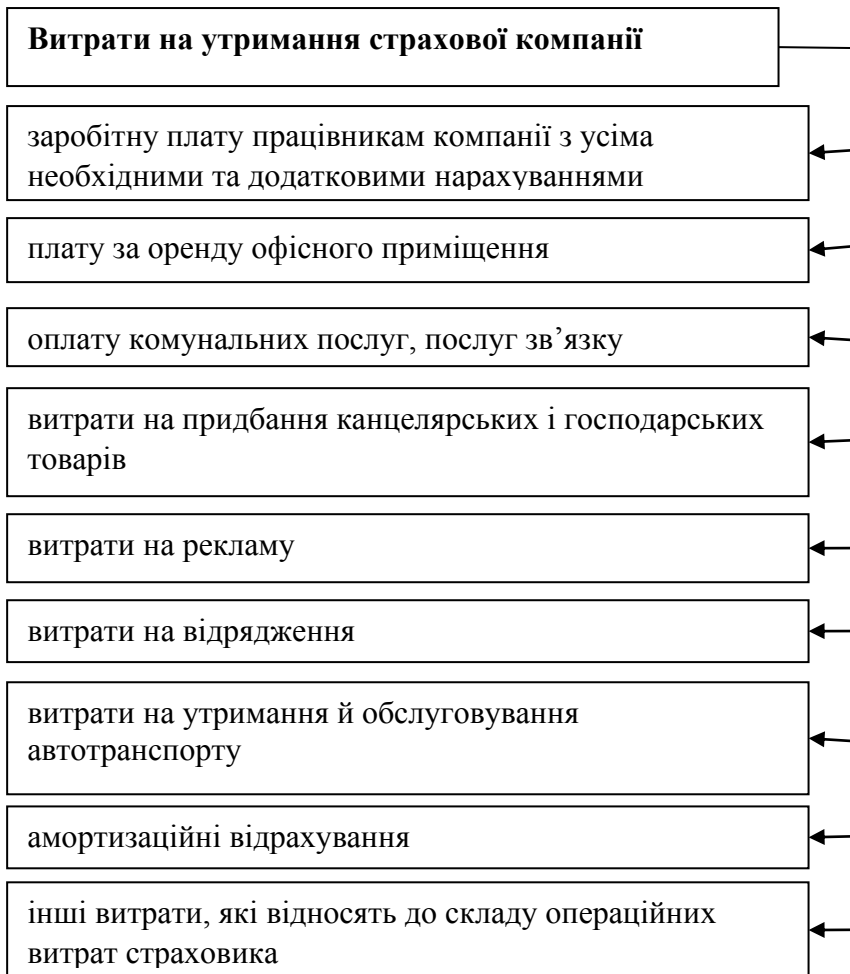 Витрати на утримання страхової компанії
заробітну плату працівникам компанії з усіма
необхідними та додатковими нарахуваннями
плату за оренду офісного приміщення
оплату комунальних послуг, послуг зв’язку
витрати на придбання канцелярських і господарських
товарів
витрати на рекламу
витрати на відрядження
витрати на утримання й обслуговування
автотранспорту
амортизаційні відрахування
інші витрати, які відносять до складу операційних
витрат страховика